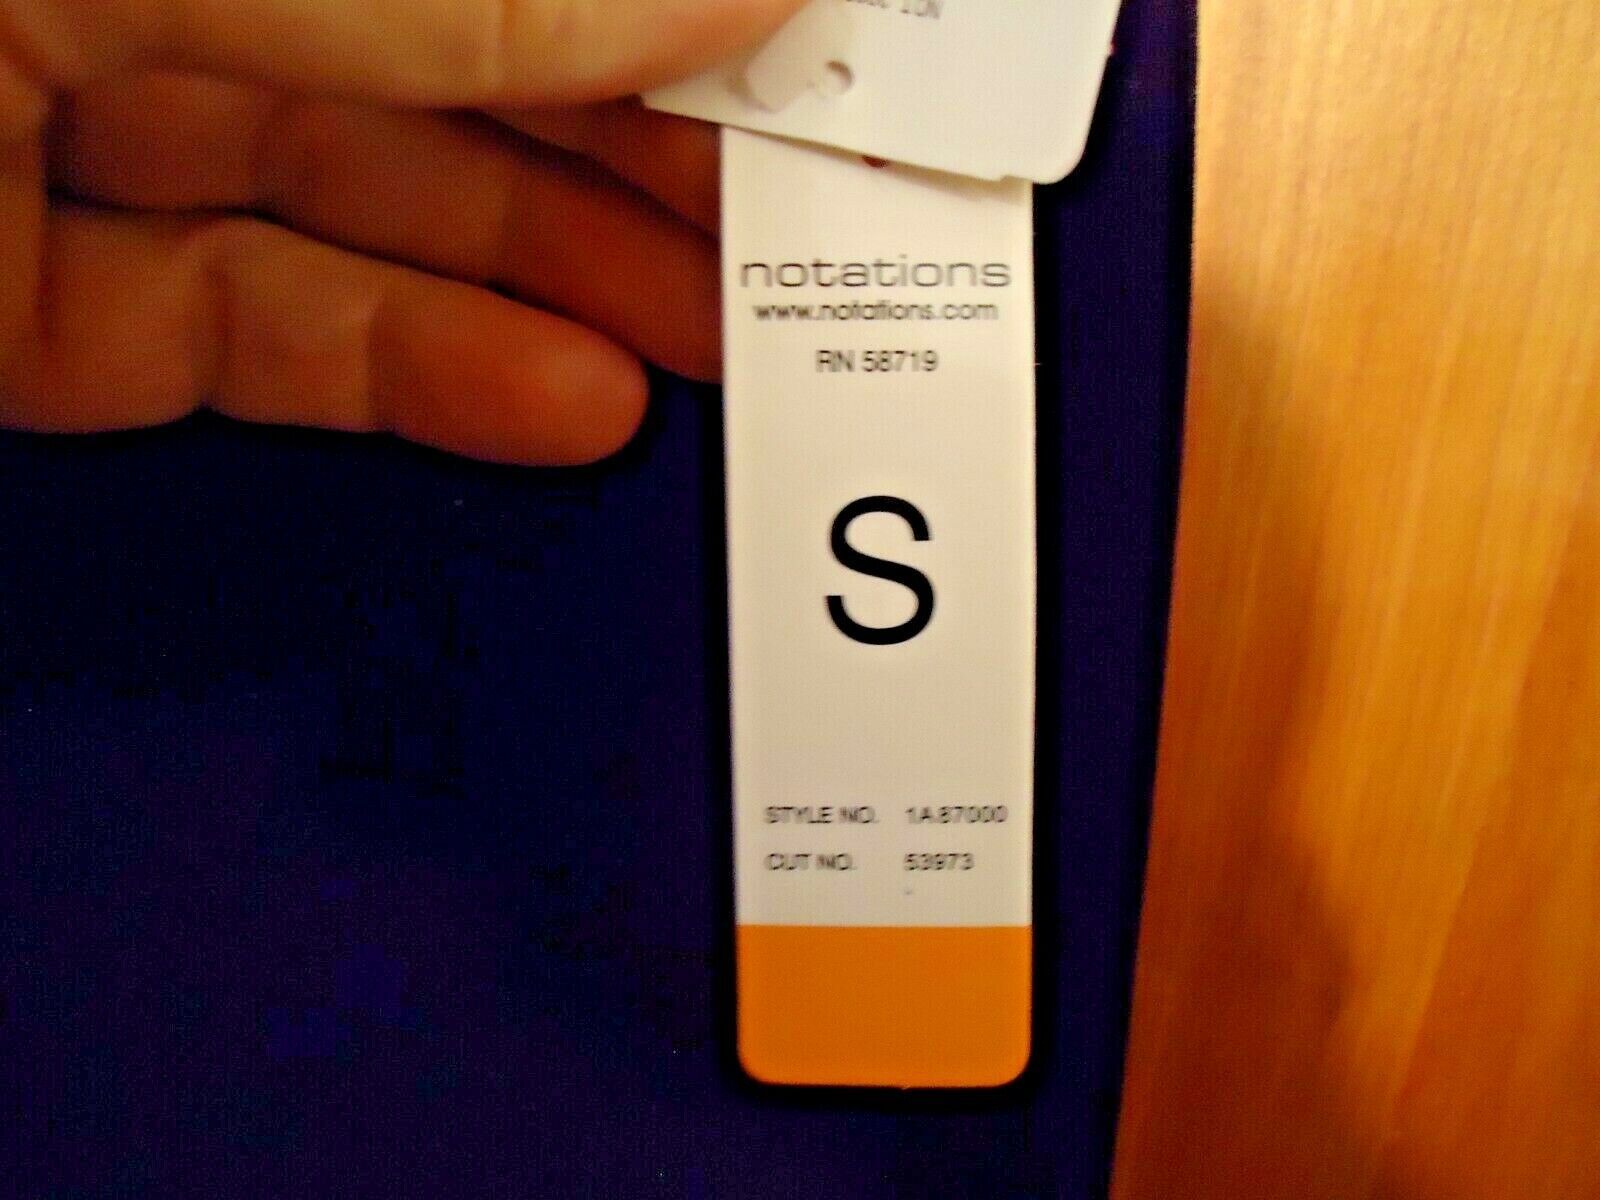 notations
www.notations.com
RN 58719
S
STYLE NO. 1A87000
CUT NO. 53973